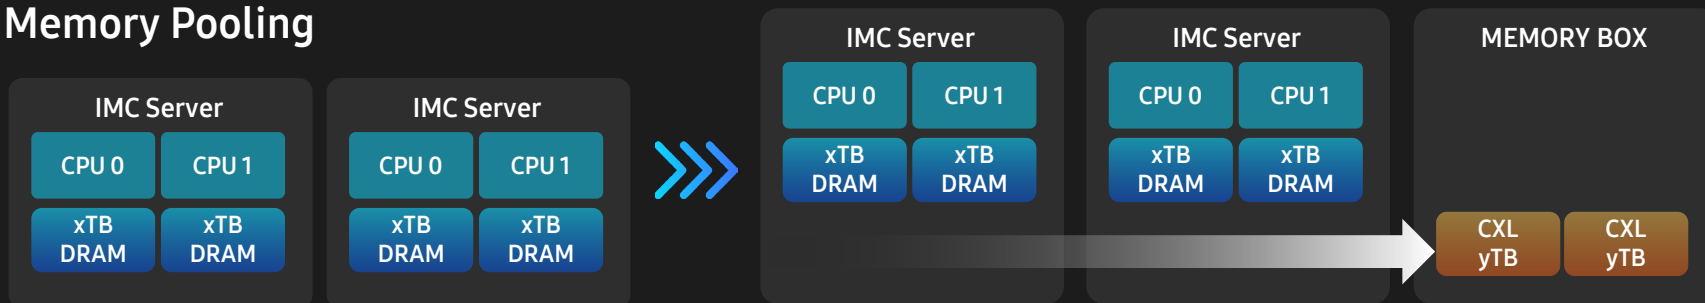 Memory Pooling
IMC Server
CPU 0 CPU 1
xTB DRAM xTB DRAM
IMC Server
CPU 0 CPU 1
xTB DRAM xTB DRAM
IMC Server
CPU 0 CPU 1
xTB DRAM xTB DRAM
IMC Server
CPU 0 CPU 1
xTB DRAM xTB DRAM
MEMORY BOX
CXL yTB CXL yTB